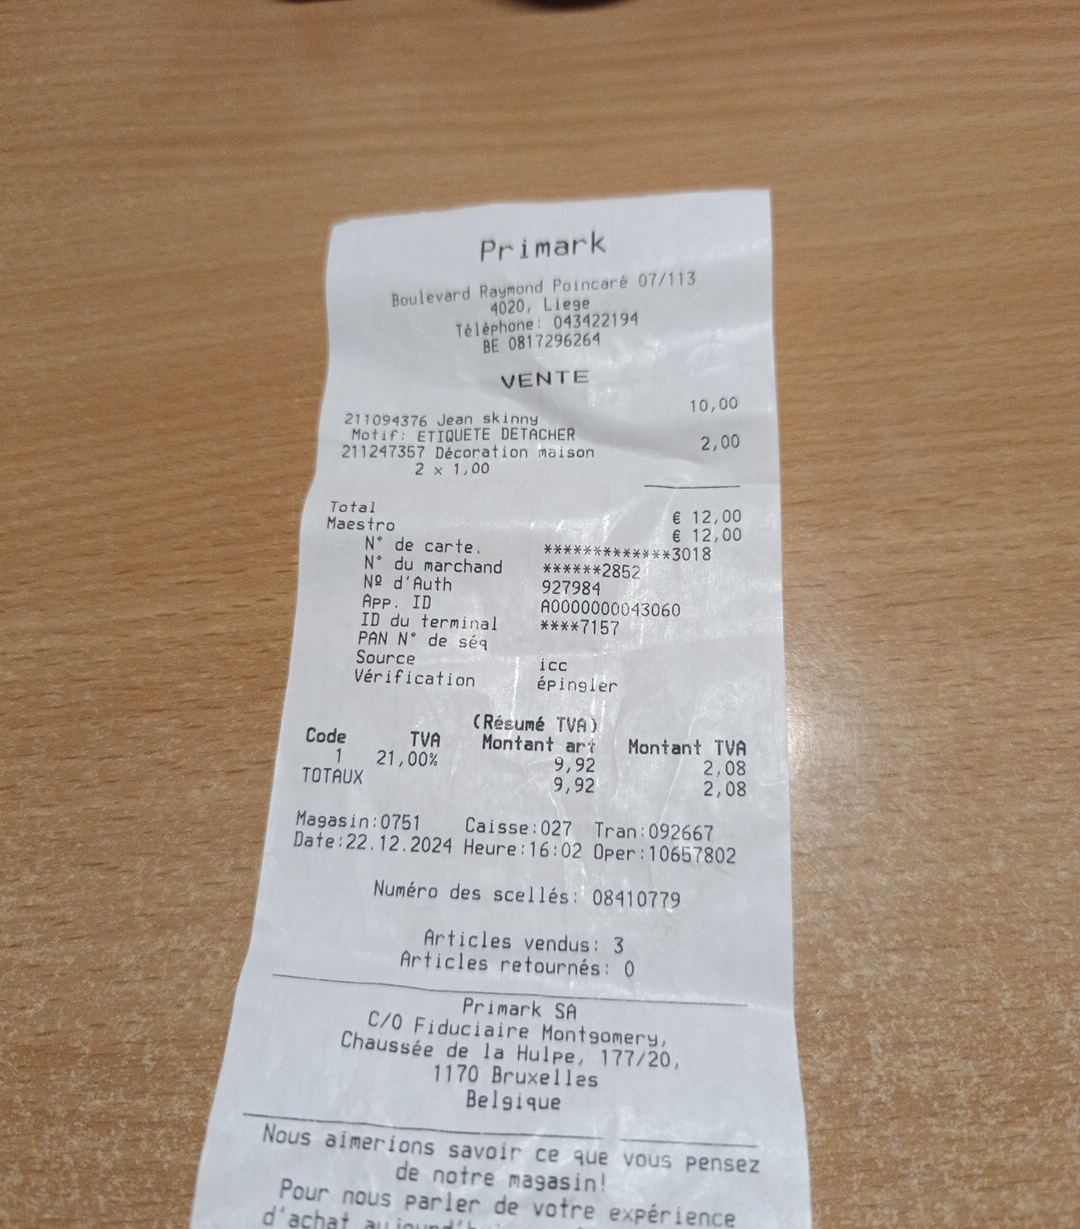 Primark
Boulevard Raymond Poincaré 07/113
4020, Liege
Téléphone: 043422194
BE 0817296264
VENTE
211094376 Jean skinny 10,00
Motif: ETIQUETE DETACHER
211247357 Décoration maison 2,00
2 x 1,00
Total € 12,00
Maestro € 12,00
N° de carte. *************3018
N° du marchand ******2852
Nº d'Auth 927984
App. ID A0000000043060
ID du terminal ****7157
PAN N° de séq
Source icc
Vérification épingler
(Résumé TVA)
Code TVA Montant art Montant TVA
1 21,00% 9,92 2,08
TOTAUX 9,92 2,08
Magasin:0751 Caisse:027 Tran:092667
Date:22.12.2024 Heure:16:02 Oper:10657802
Numéro des scellés: 08410779
Articles vendus: 3
Articles retournés: 0
Primark SA
C/O Fiduciaire Montgomery,
Chaussée de la Hulpe, 177/20,
1170 Bruxelles
Belgique
Nous aimerions savoir ce que vous pensez
de notre magasin!
Pour nous parler de votre expérience
d'achat